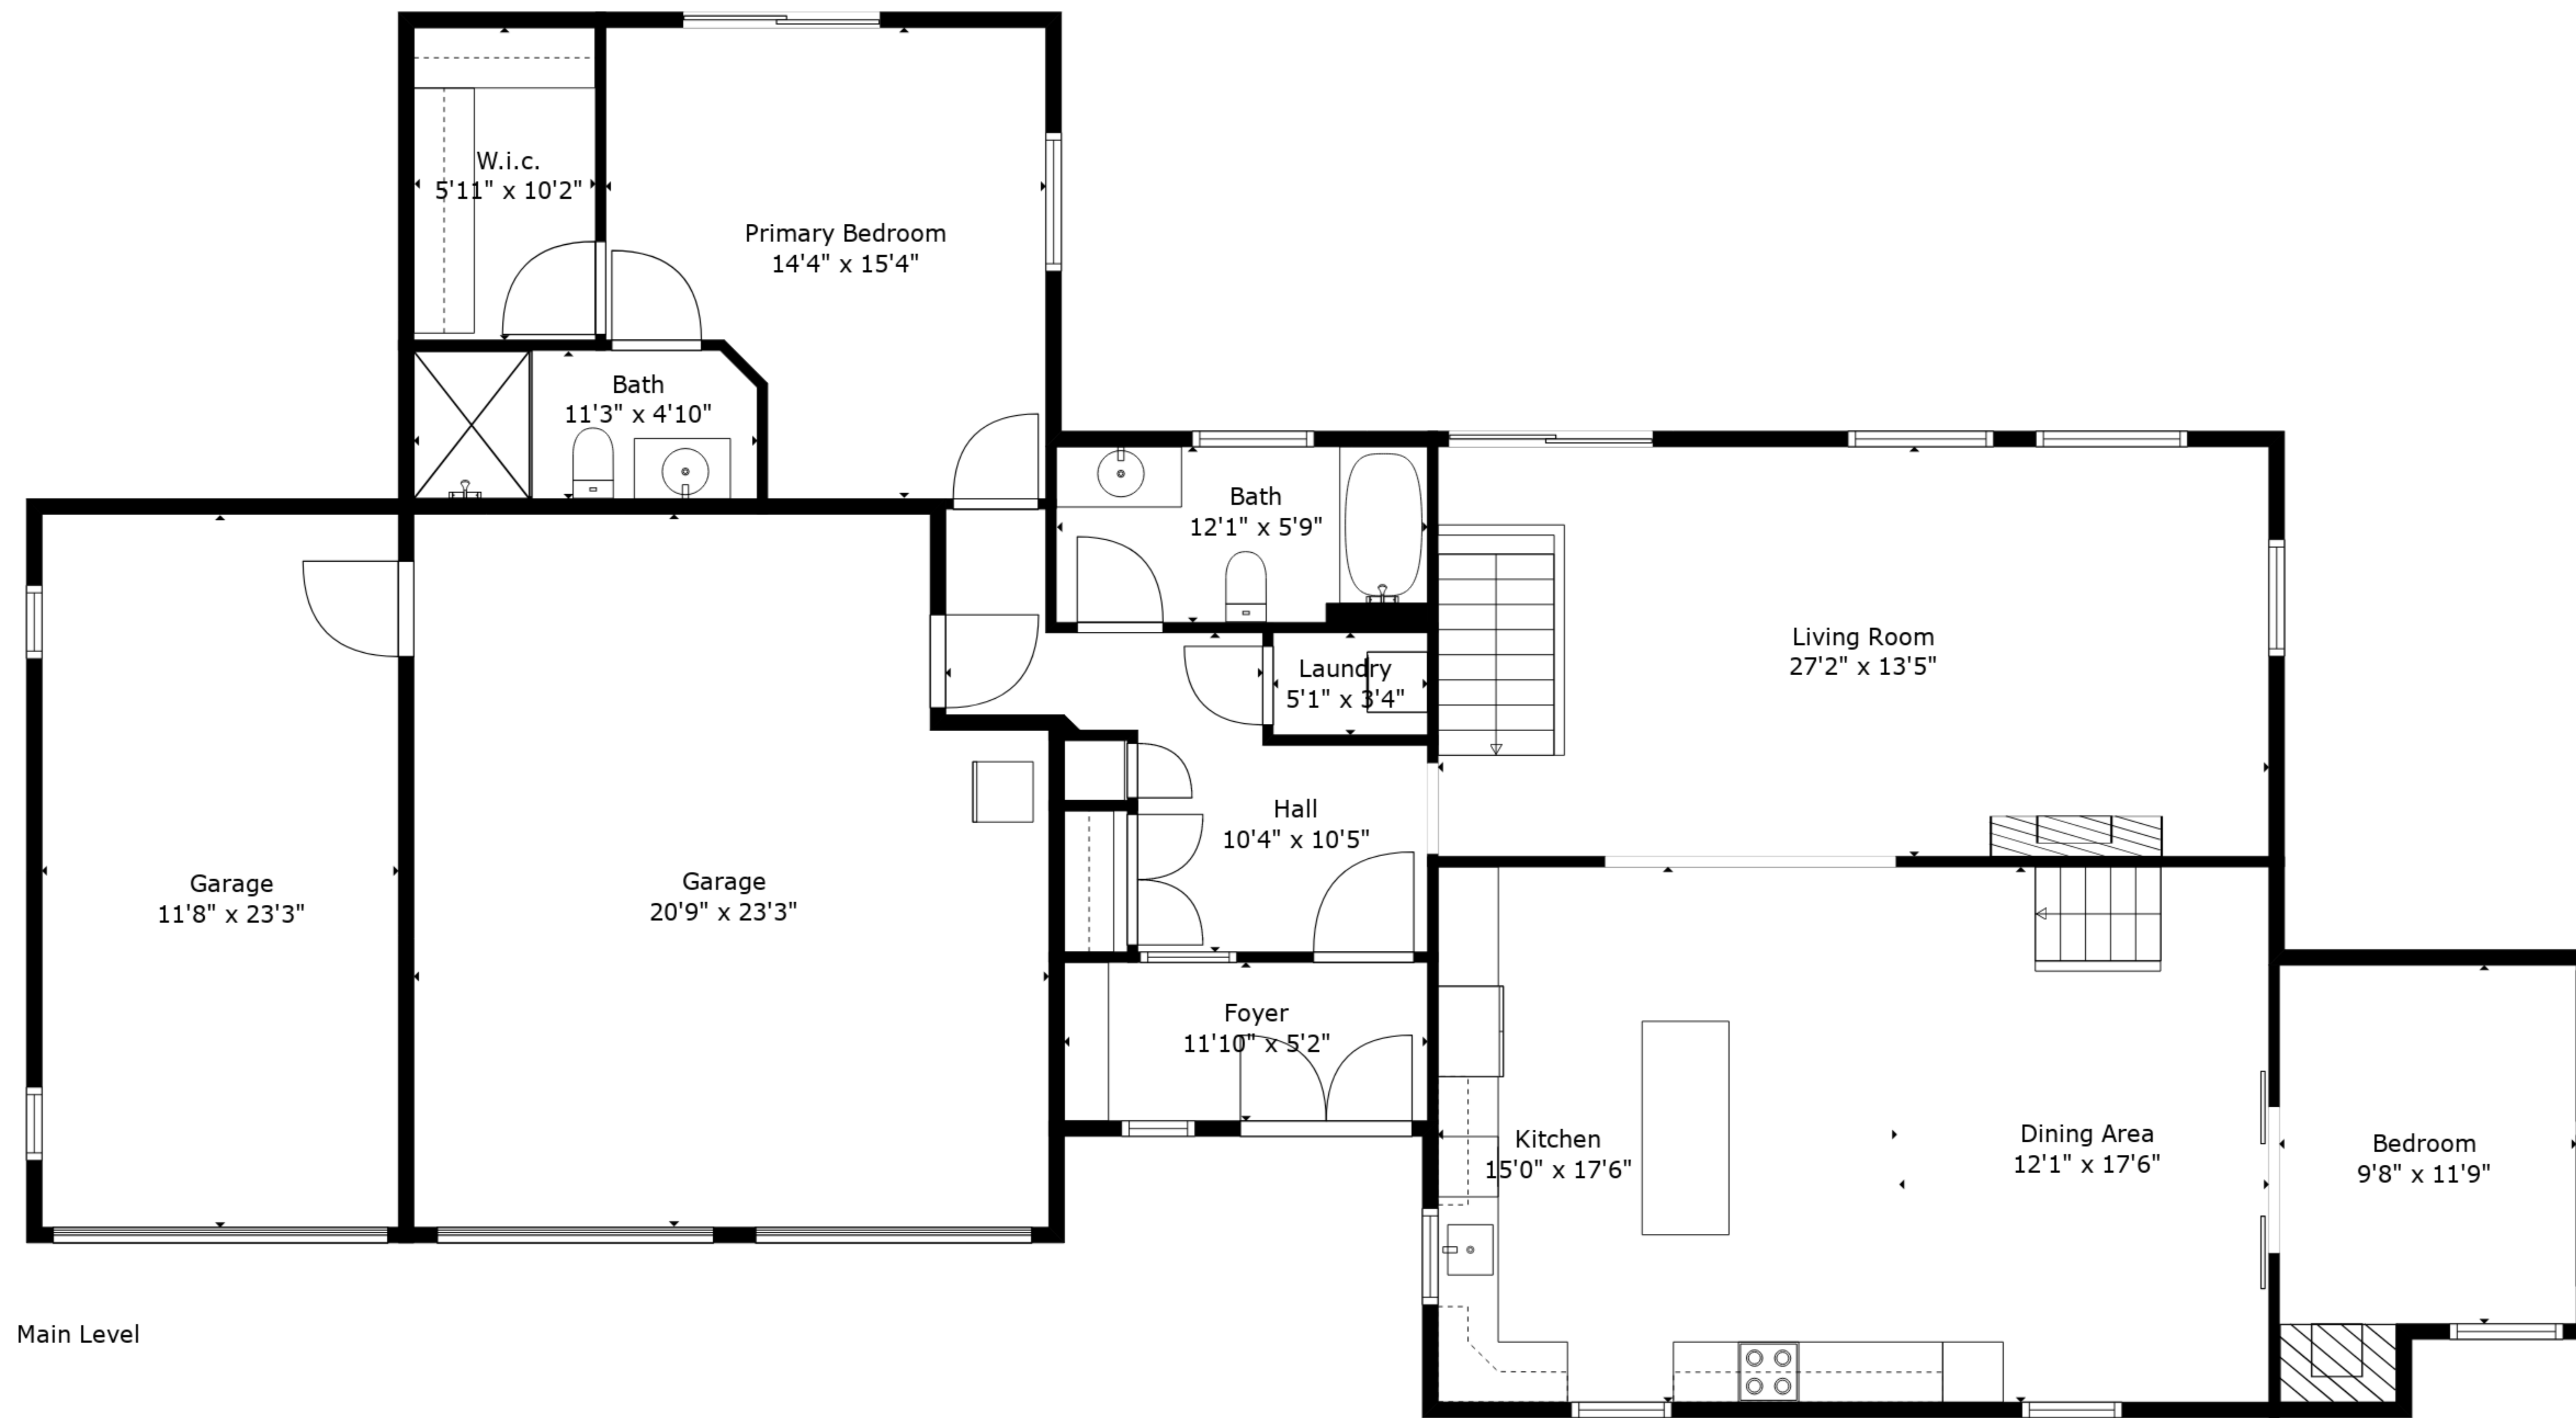 W.i.c.
5'11" x 10'2"
Primary Bedroom
14'4" x 15'4"
Bath
11'3" x 4'10"
Bath
12'1" x 5'9"
Living Room
27'2" x 13'5"
Laundry
5'1" x 3'4"
Hall
10'4" x 10'5"
Garage
11'8" x 23'3"
Garage
20'9" x 23'3"
Foyer
11'10" x 5'2"
Kitchen
15'0" x 17'6"
Dining Area
12'1" x 17'6"
Bedroom
9'8" x 11'9"
Main Level